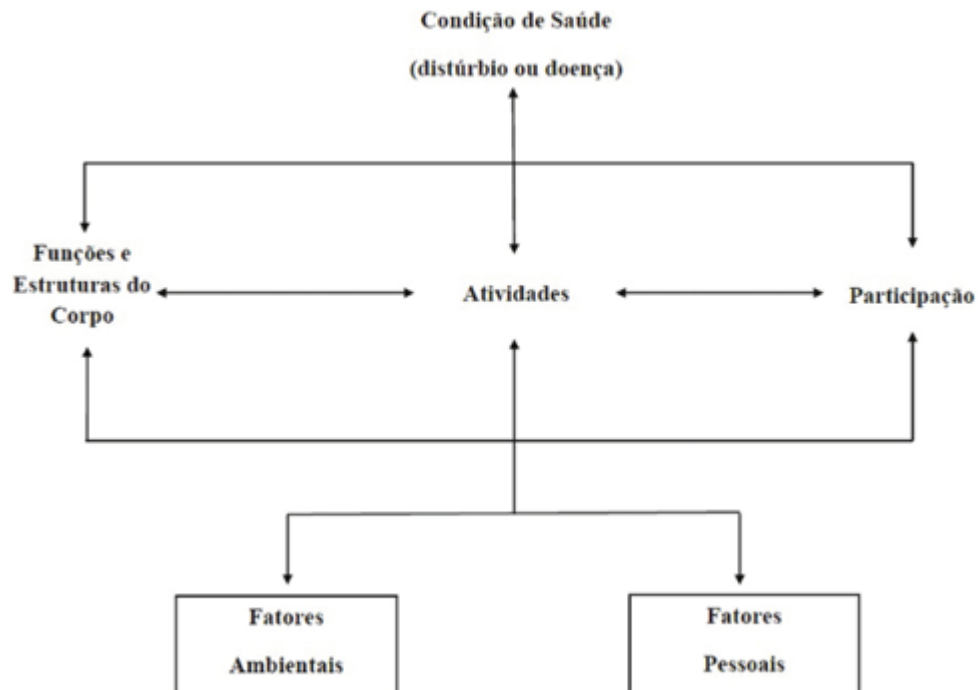 Condição de Saúde
(distúrbio ou doença)
Funções e
Estruturas do
Corpo
Atividades
Participação
Fatores
Ambientais
Fatores
Pessoais